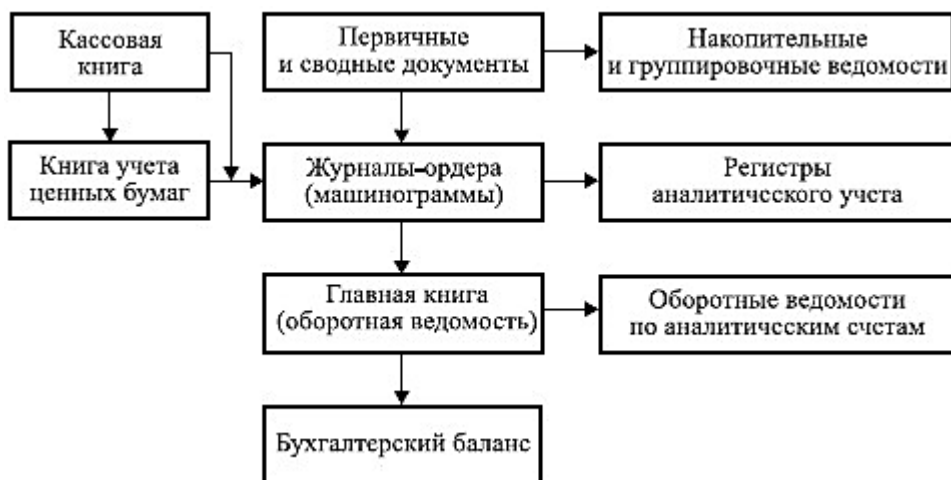 Кассовая
книга
Первичные
и сводные документы
Накопительные
и группировочные ведомости
Книга учета
ценных бумаг
Журналы-ордера
(машинограммы)
Регистры
аналитического учета
Главная книга
(оборотная ведомость)
Оборотные ведомости
по аналитическим счетам
Бухгалтерский баланс